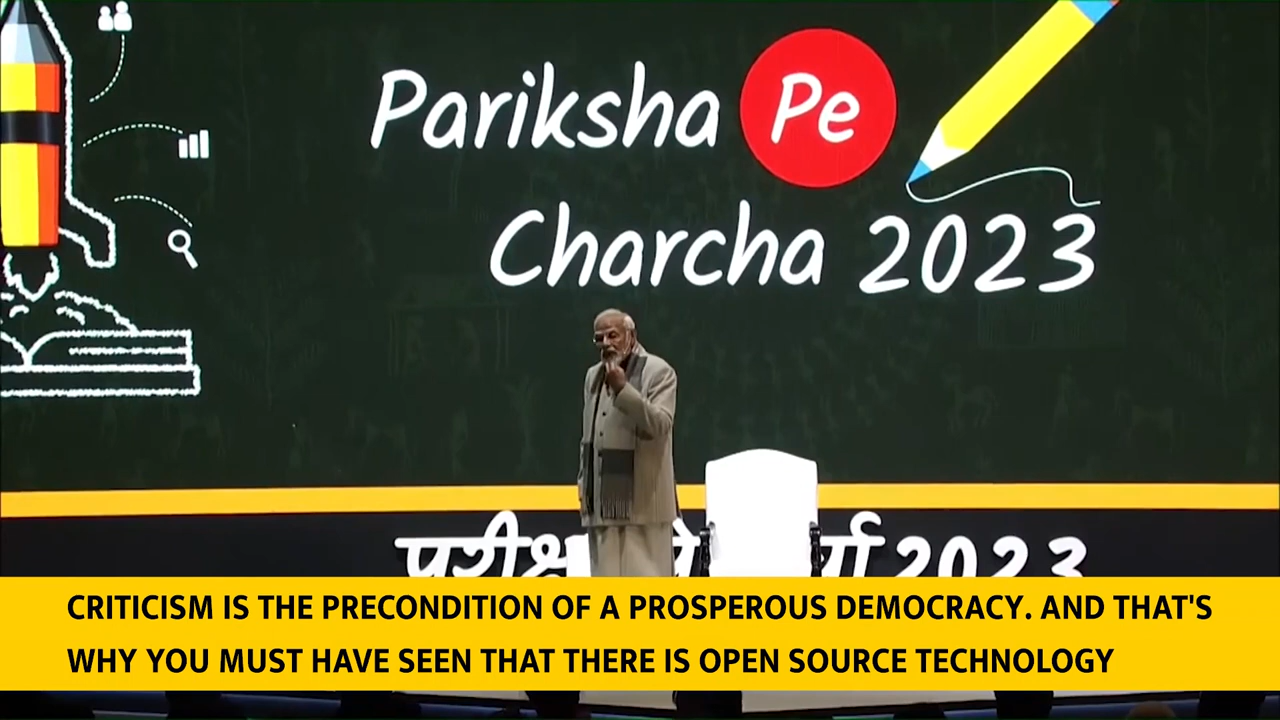 Pariksha Pe
Charcha 2023
2023
CRITICISM IS THE PRECONDITION OF A PROSPEROUS DEMOCRACY. AND THAT'S
WHY YOU MUST HAVE SEEN THAT THERE IS OPEN SOURCE TECHNOLOGY